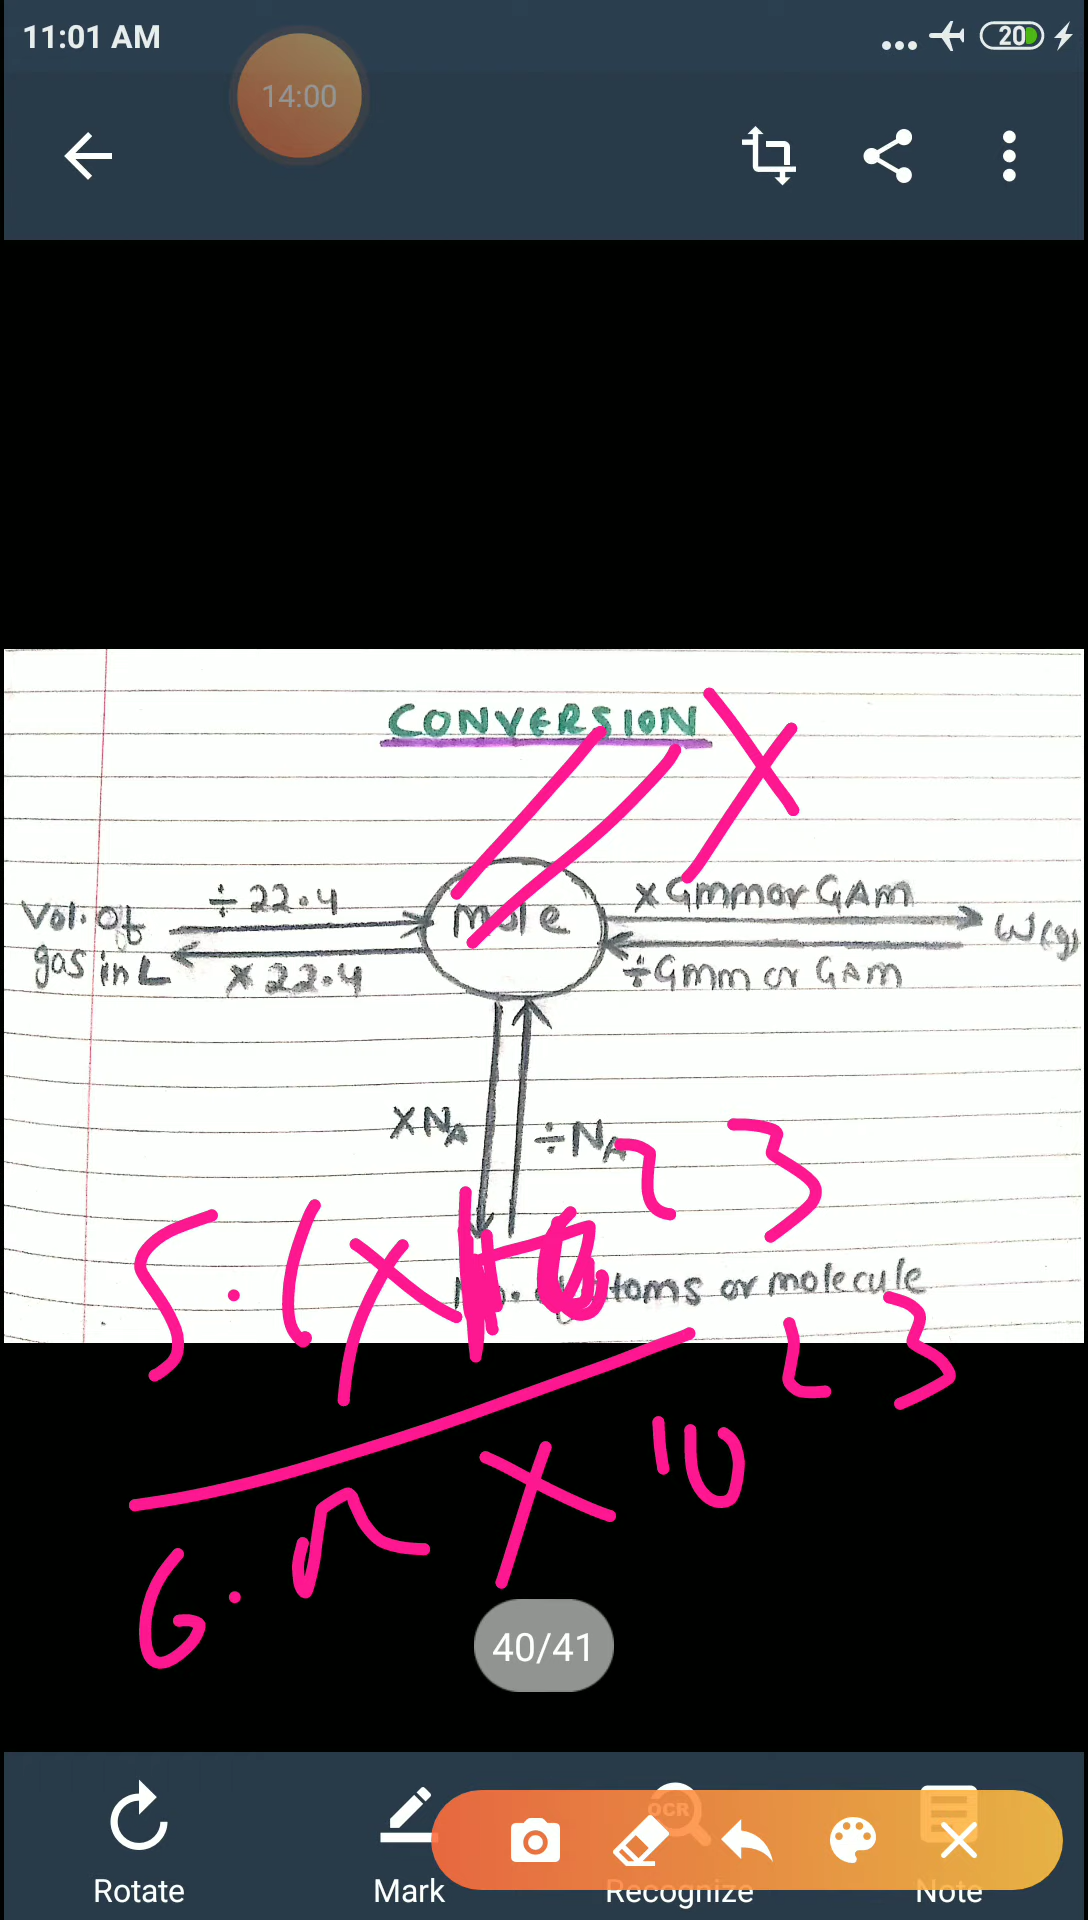 11:01 AM
20
14:00
CONVERSION
÷ 22.4
mole
x Gmm or GAm
Vol. Of
gas in L
W(g)
x 22.4
÷ Gmm or GAm
x NA
÷ NA
23
5.1 x 10
atoms or molecule
23
6.2 x 10
40/41
OCR
Rotate
Mark
Recognize
Note